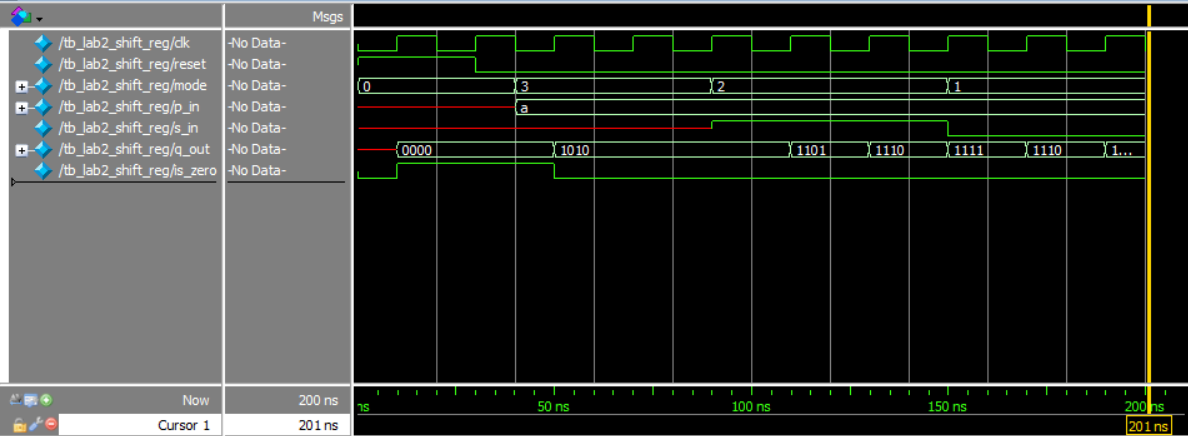 Msgs
/tb_lab2_shift_reg/clk -No Data-
/tb_lab2_shift_reg/reset -No Data-
/tb_lab2_shift_reg/mode -No Data- 0 3 2 1
/tb_lab2_shift_reg/p_in -No Data- a
/tb_lab2_shift_reg/s_in -No Data-
/tb_lab2_shift_reg/q_out -No Data- 0000 1010 1101 1110 1111 1110 1...
/tb_lab2_shift_reg/is_zero -No Data-
Now 200 ns ns 50 ns 100 ns 150 ns 200 ns
Cursor 1 201 ns 201 ns